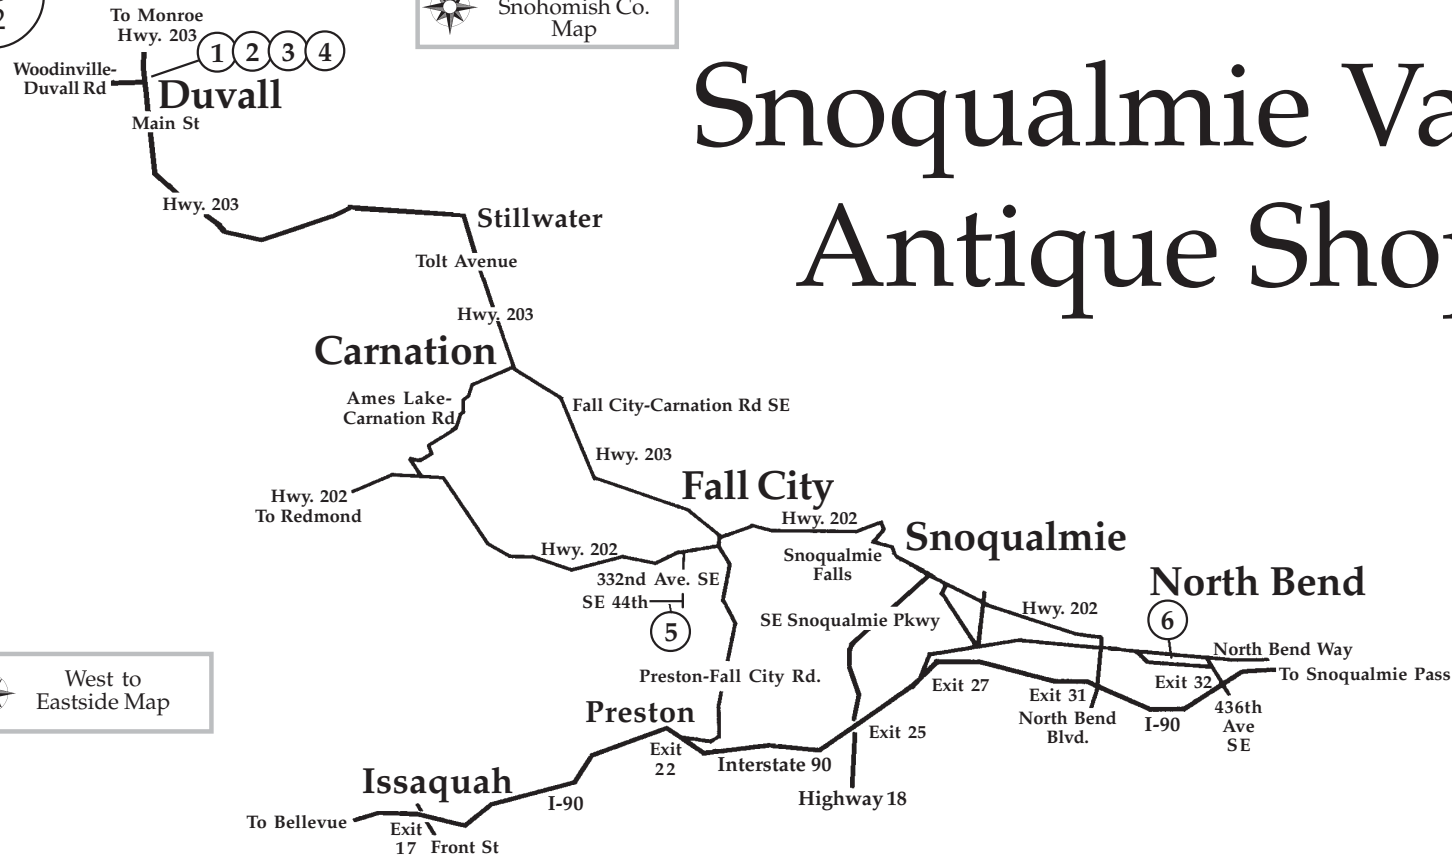 2
To Monroe
Hwy. 203
1 2 3 4
Woodinville-
Duvall Rd
Duvall
Main St
Snohomish Co.
Map
Snoqualmie Va
Antique Shop
Hwy. 203
Stillwater
Tolt Avenue
Hwy. 203
Carnation
Ames Lake-
Carnation Rd
Fall City-Carnation Rd SE
Hwy. 203
Fall City
Hwy. 202
To Redmond
Hwy. 202
Hwy. 202
Snoqualmie
Snoqualmie
Falls
332nd Ave. SE
SE 44th
5
North Bend
6
Hwy. 202
SE Snoqualmie Pkwy
North Bend Way
To Snoqualmie Pass
Preston-Fall City Rd.
Exit 27
Exit 31
Exit 32
North Bend
Blvd.
I-90
436th
Ave
SE
West to
Eastside Map
Preston
Exit
22
Exit 25
Interstate 90
Highway 18
Issaquah
I-90
To Bellevue
Exit
17
Front St